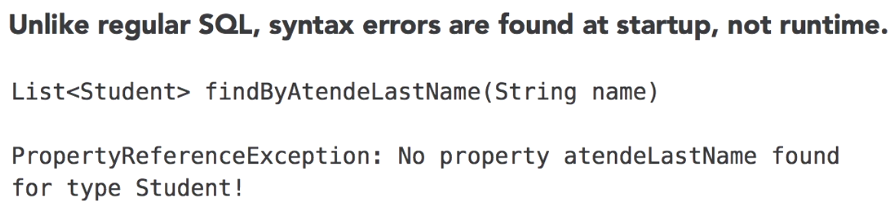 Unlike regular SQL, syntax errors are found at startup, not runtime.
List<Student> findByAtendeLastName(String name)
PropertyReferenceException: No property atendeLastName found
for type Student!